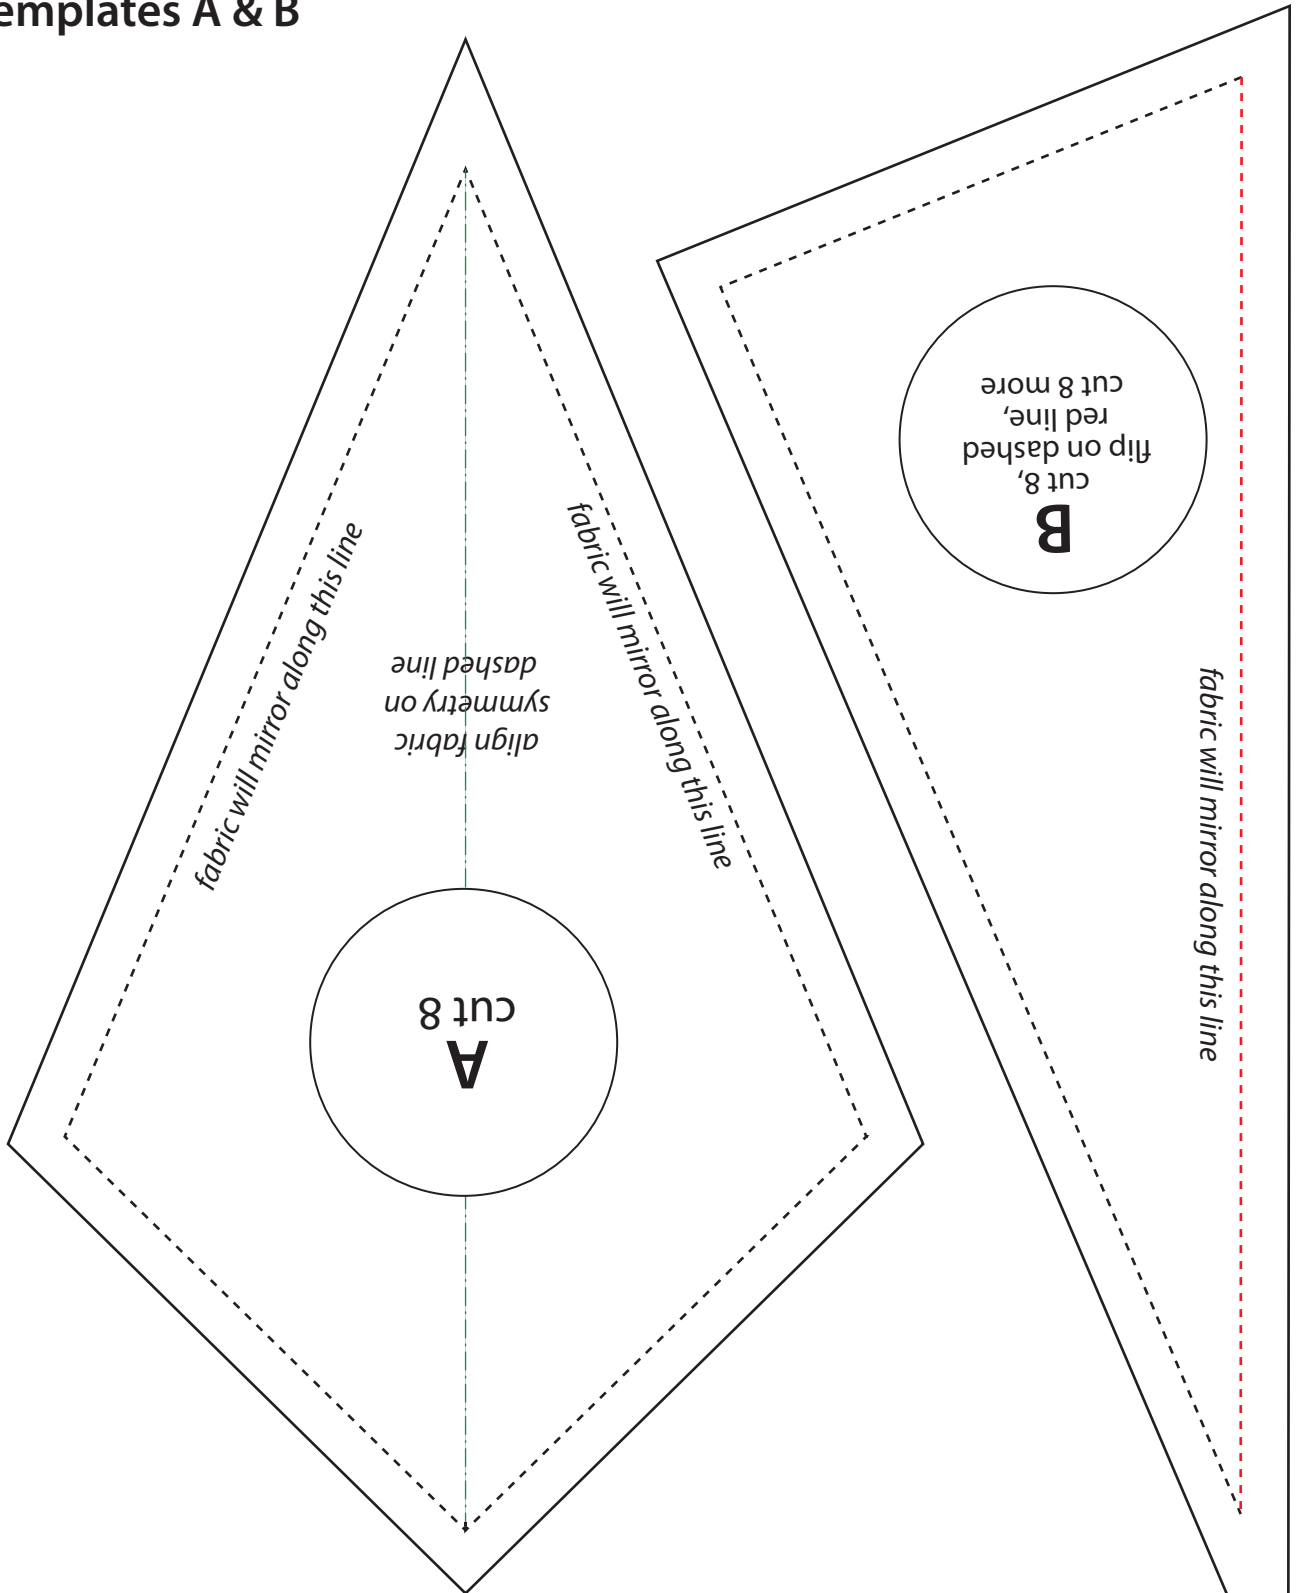 emplates A & B
fabric will mirror along this line
align fabric
symmetry on
dashed line
fabric will mirror along this line
A
cut 8
B
cut 8,
flip on dashed
red line,
cut 8 more
fabric will mirror along this line